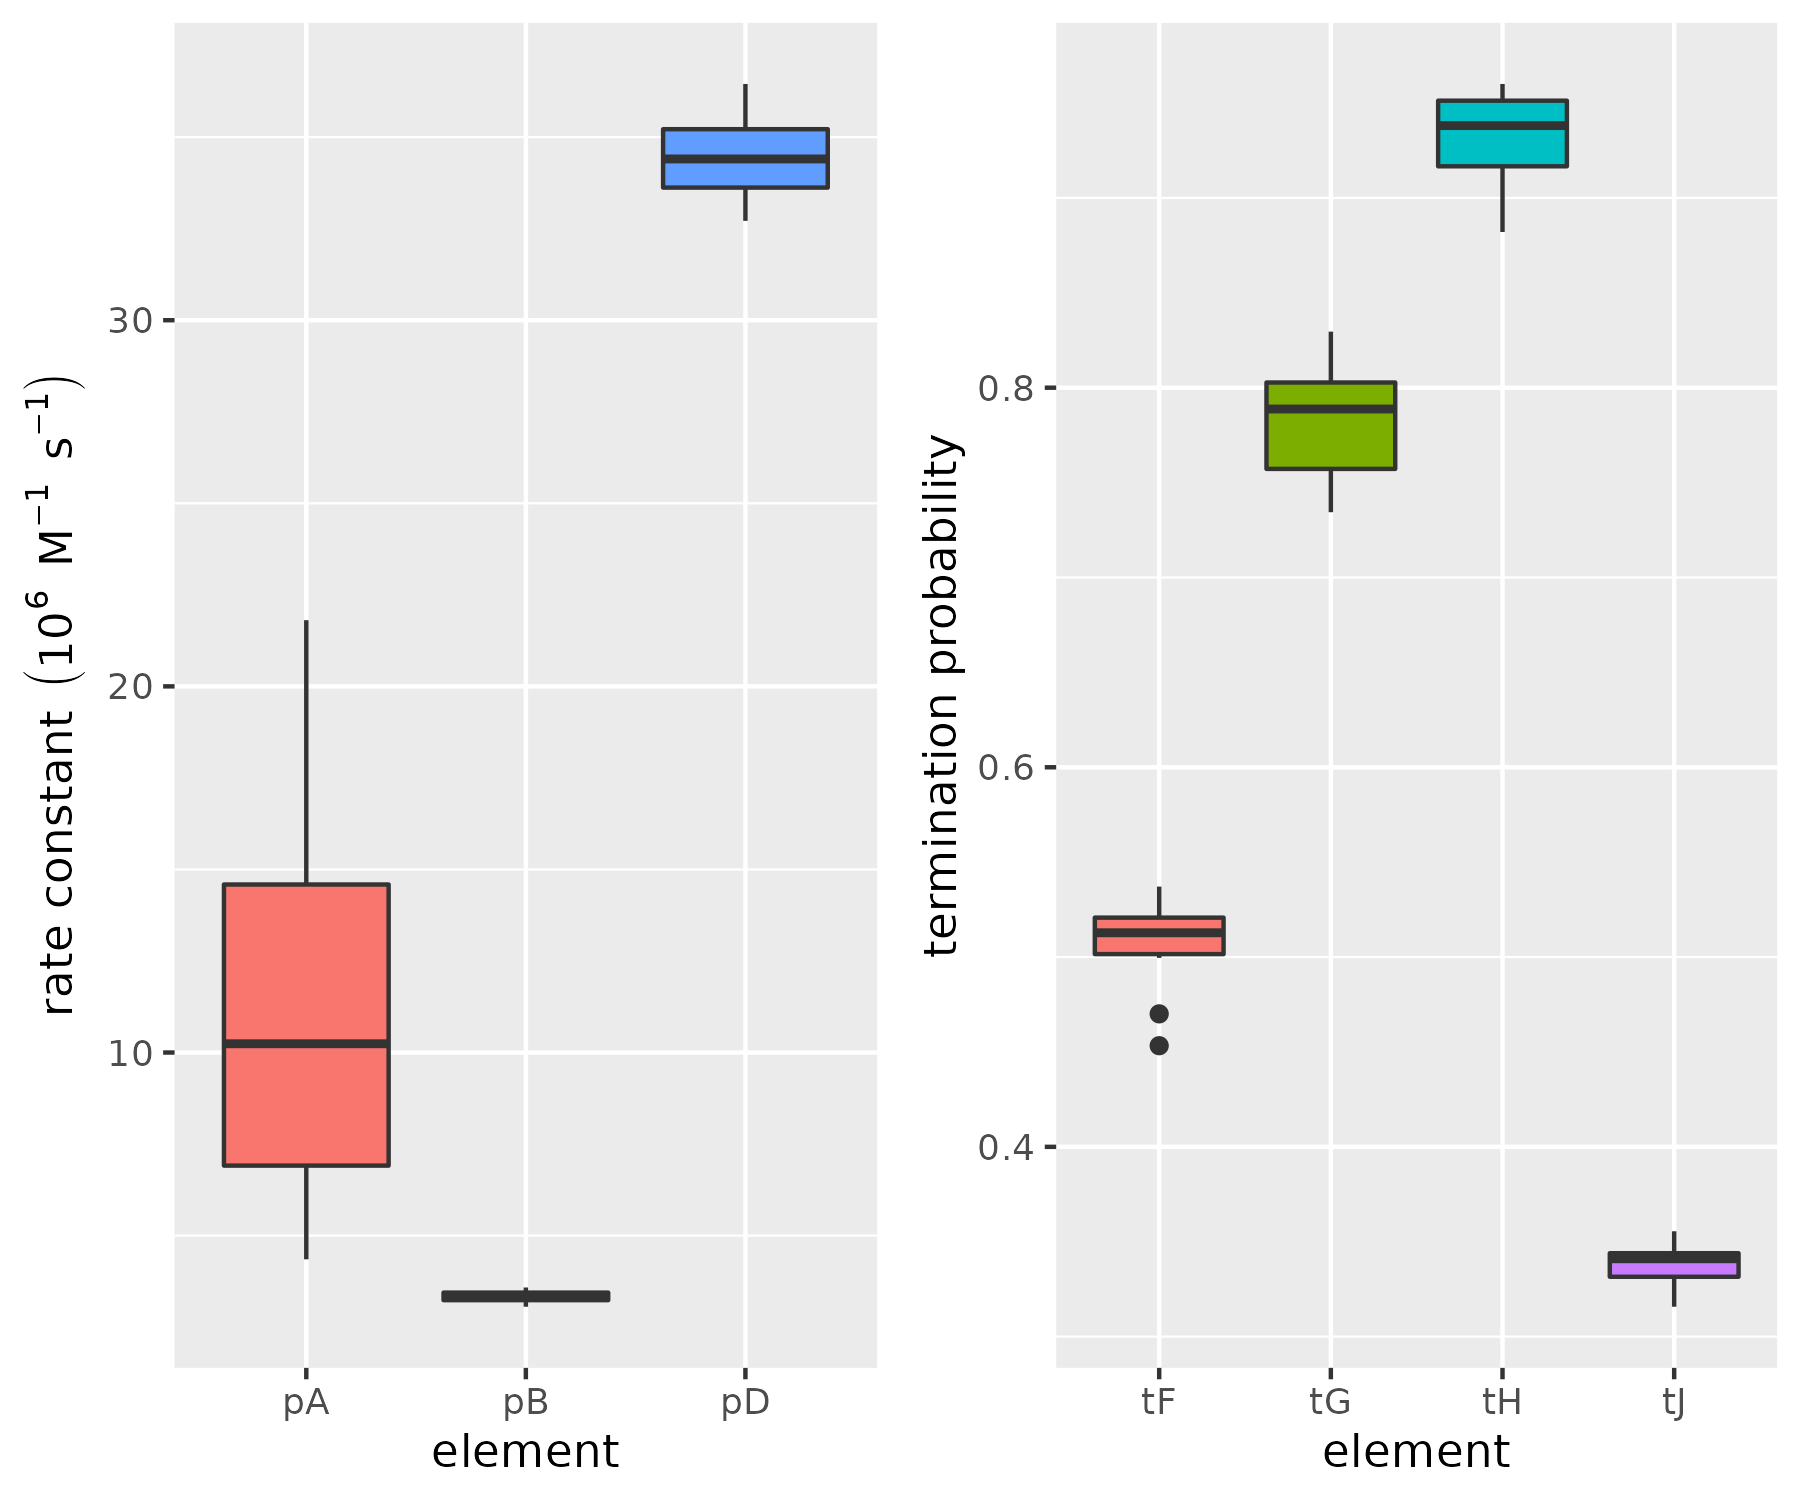 rate constant (10⁶ M⁻¹ s⁻¹)
30
20
10
pA pB pD
element
termination probability
0.8
0.6
0.4
tF tG tH tJ
element